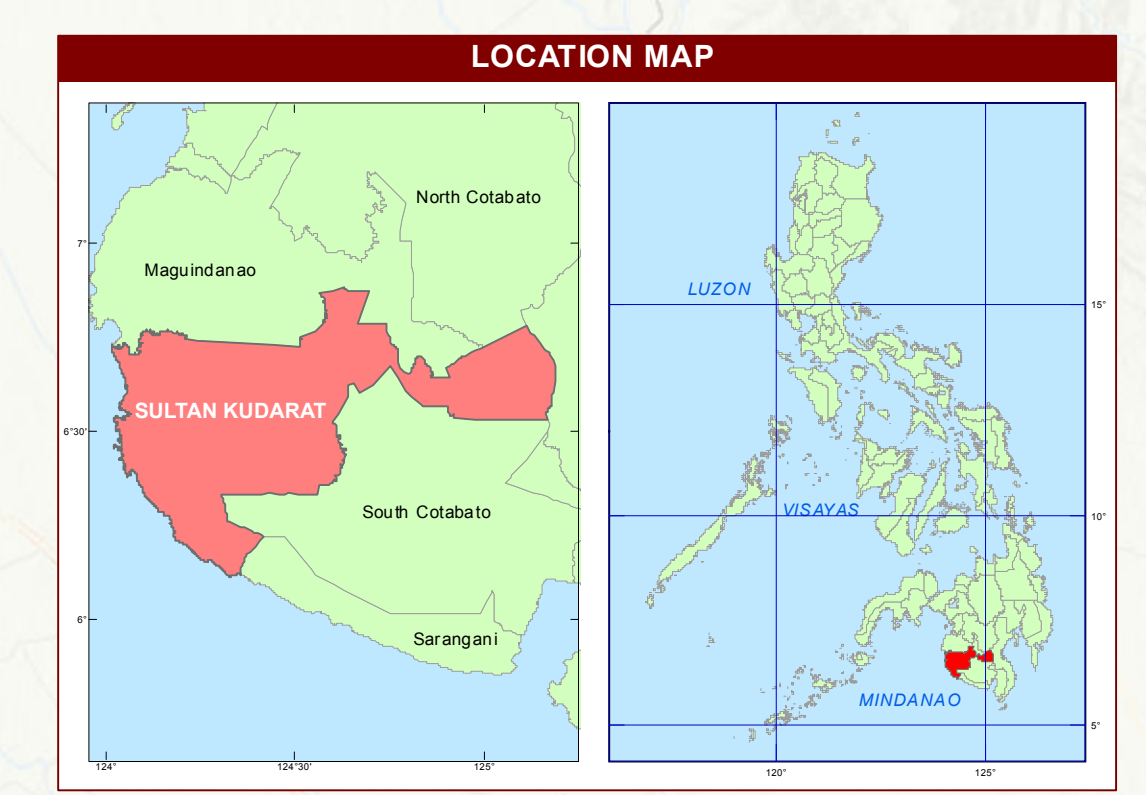 LOCATION MAP
North Cotabato
Maguindanao
SULTAN KUDARAT
South Cotabato
Sarangani
7°
6°30'
6°
124°
124°30'
125°
LUZON
VISAYAS
MINDANAO
15°
10°
5°
120°
125°